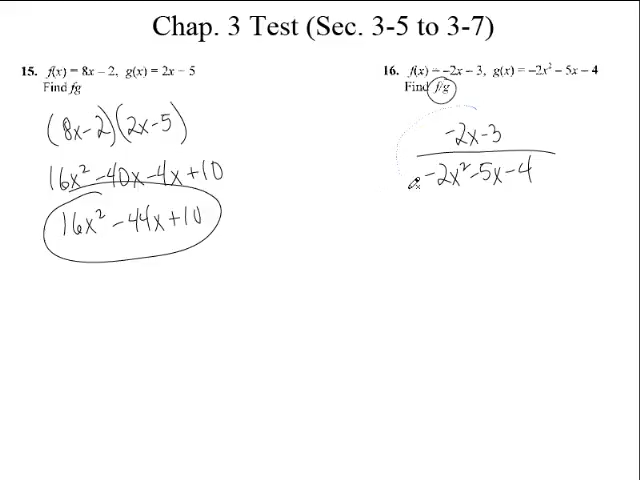 Chap. 3 Test (Sec. 3-5 to 3-7)
15. f(x) = 8x − 2, g(x) = 2x − 5
Find fg
(8x-2)(2x-5)
16x² -40x -4x +10
16x² -44x +10
16. f(x) = −2x − 3, g(x) = −2x² − 5x − 4
Find f/g
-2x-3
-2x²-5x-4